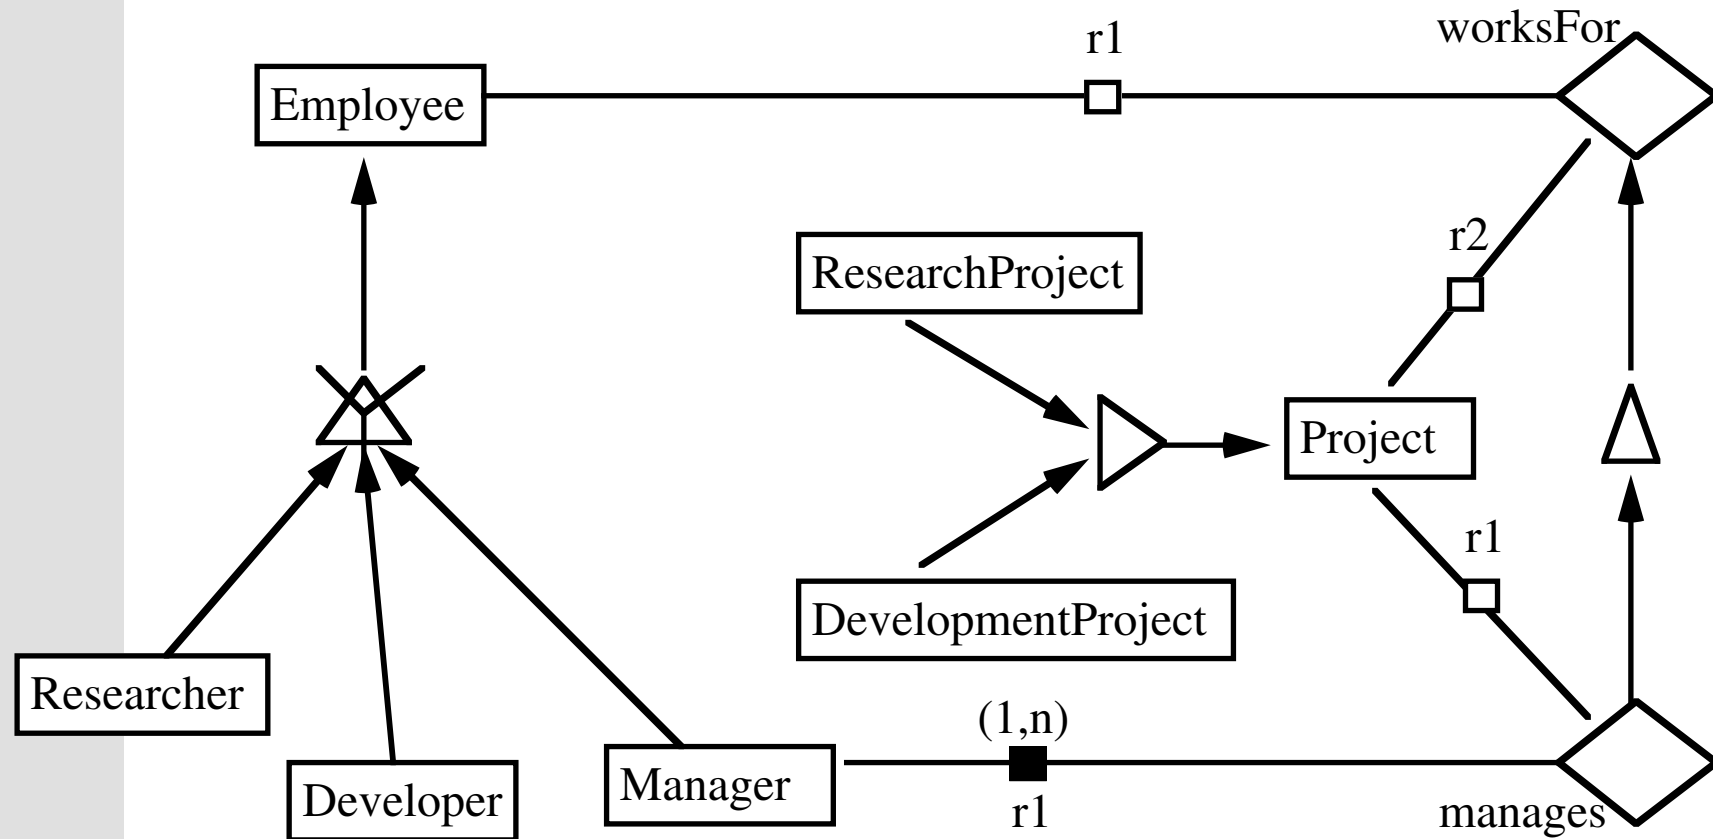 worksFor
r1
Employee
r2
ResearchProject
Project
r1
DevelopmentProject
Researcher
(1,n)
Manager
Developer
r1
manages